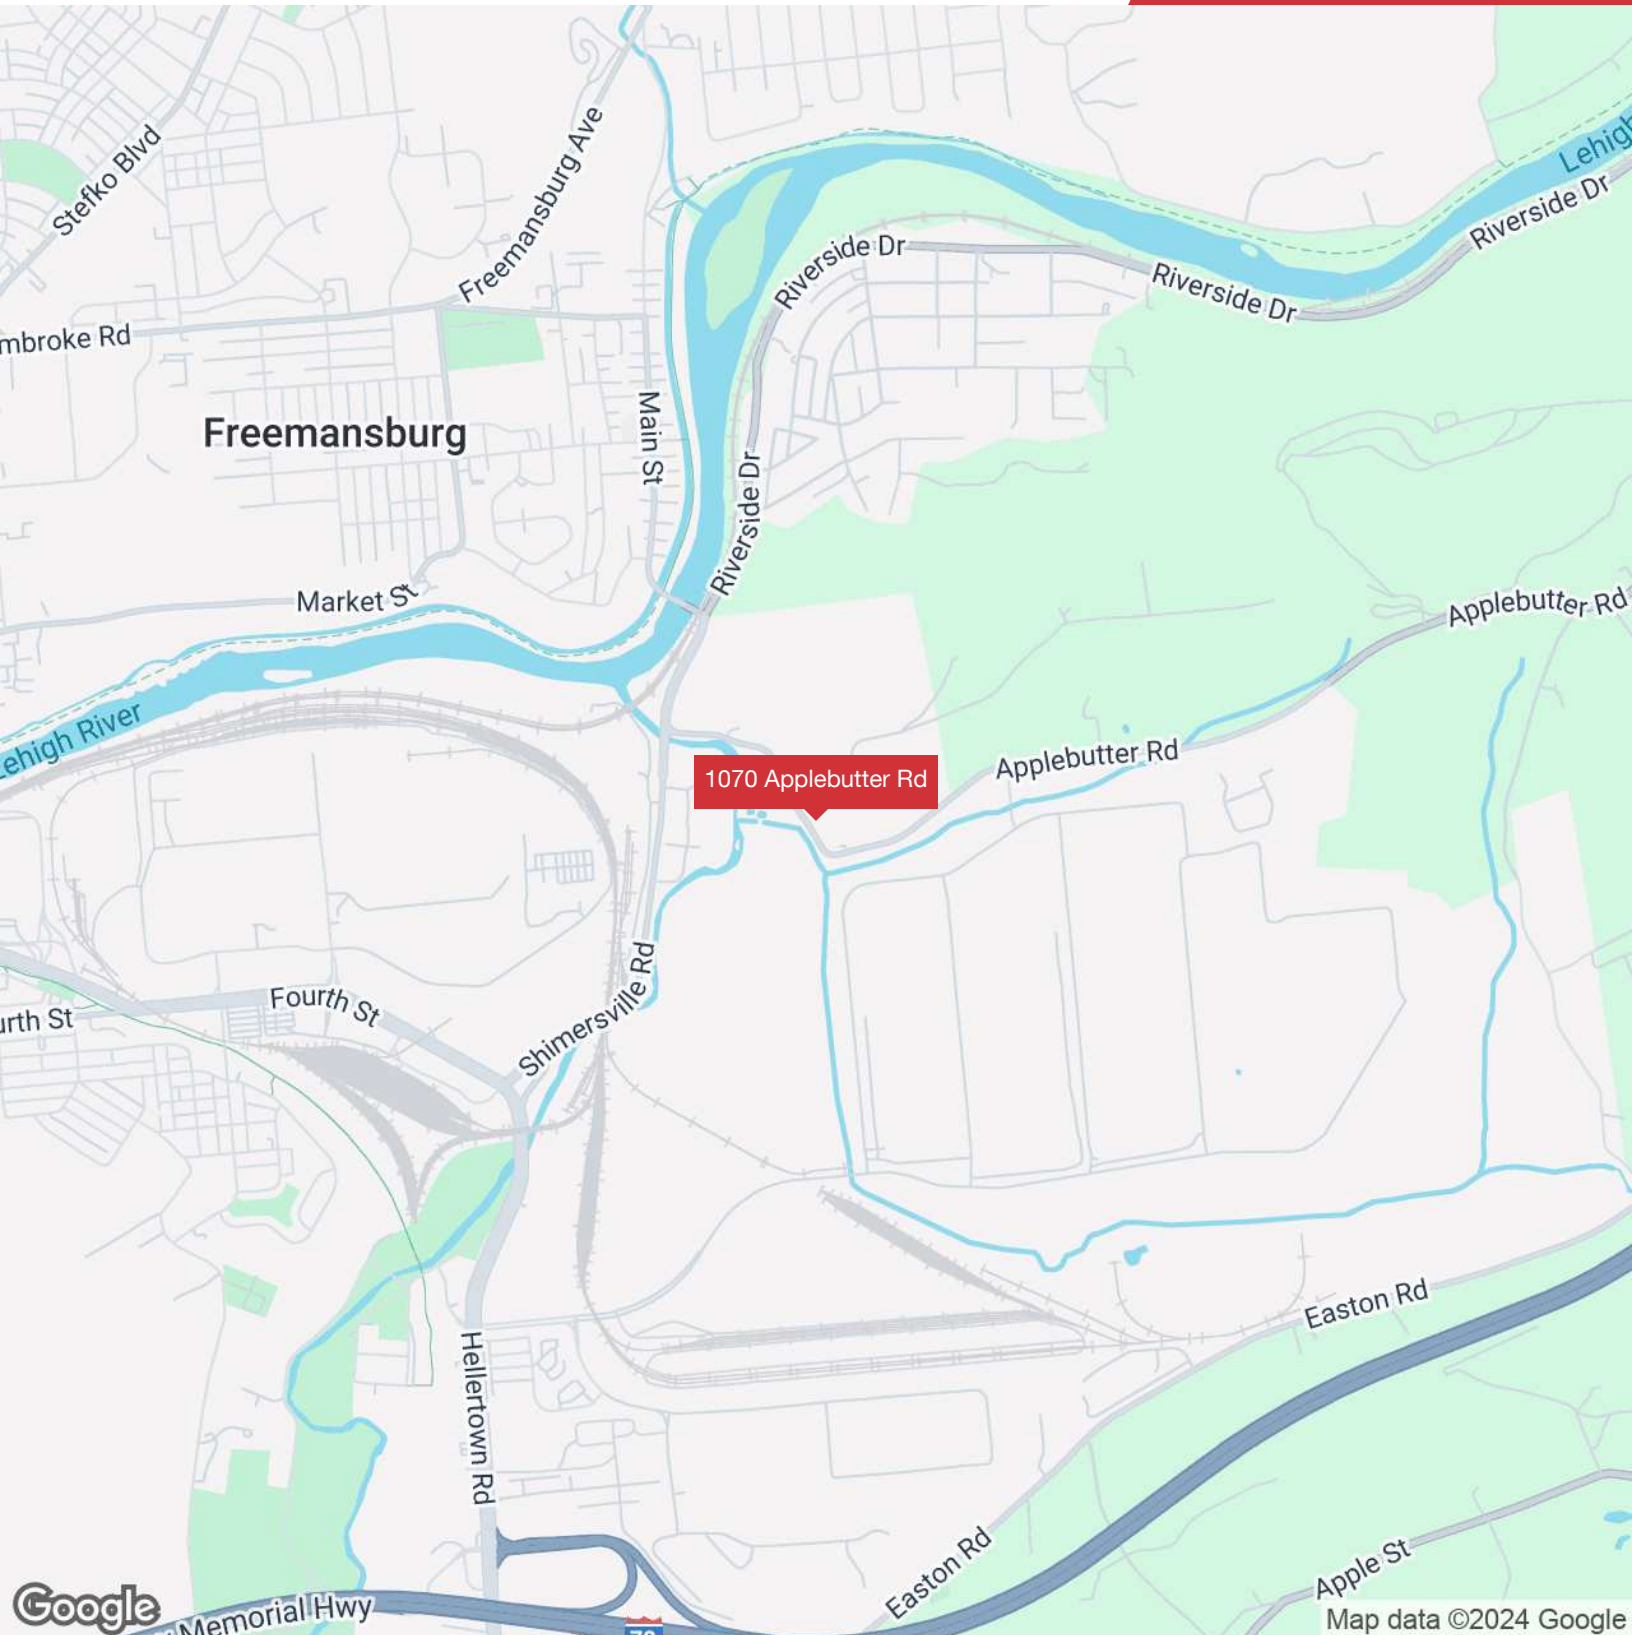 Stefko Blvd
Freemansburg Ave
Lehigh
Riverside Dr
Riverside Dr
Riverside Dr
mbroke Rd
Freemansburg
Main St
Riverside Dr
Market St
Applebutter Rd
Lehigh River
Applebutter Rd
1070 Applebutter Rd
Shimersville Rd
Fourth St
urth St
Easton Rd
Hellertown Rd
Easton Rd
Apple St
Memorial Hwy
Google
Map data ©2024 Google